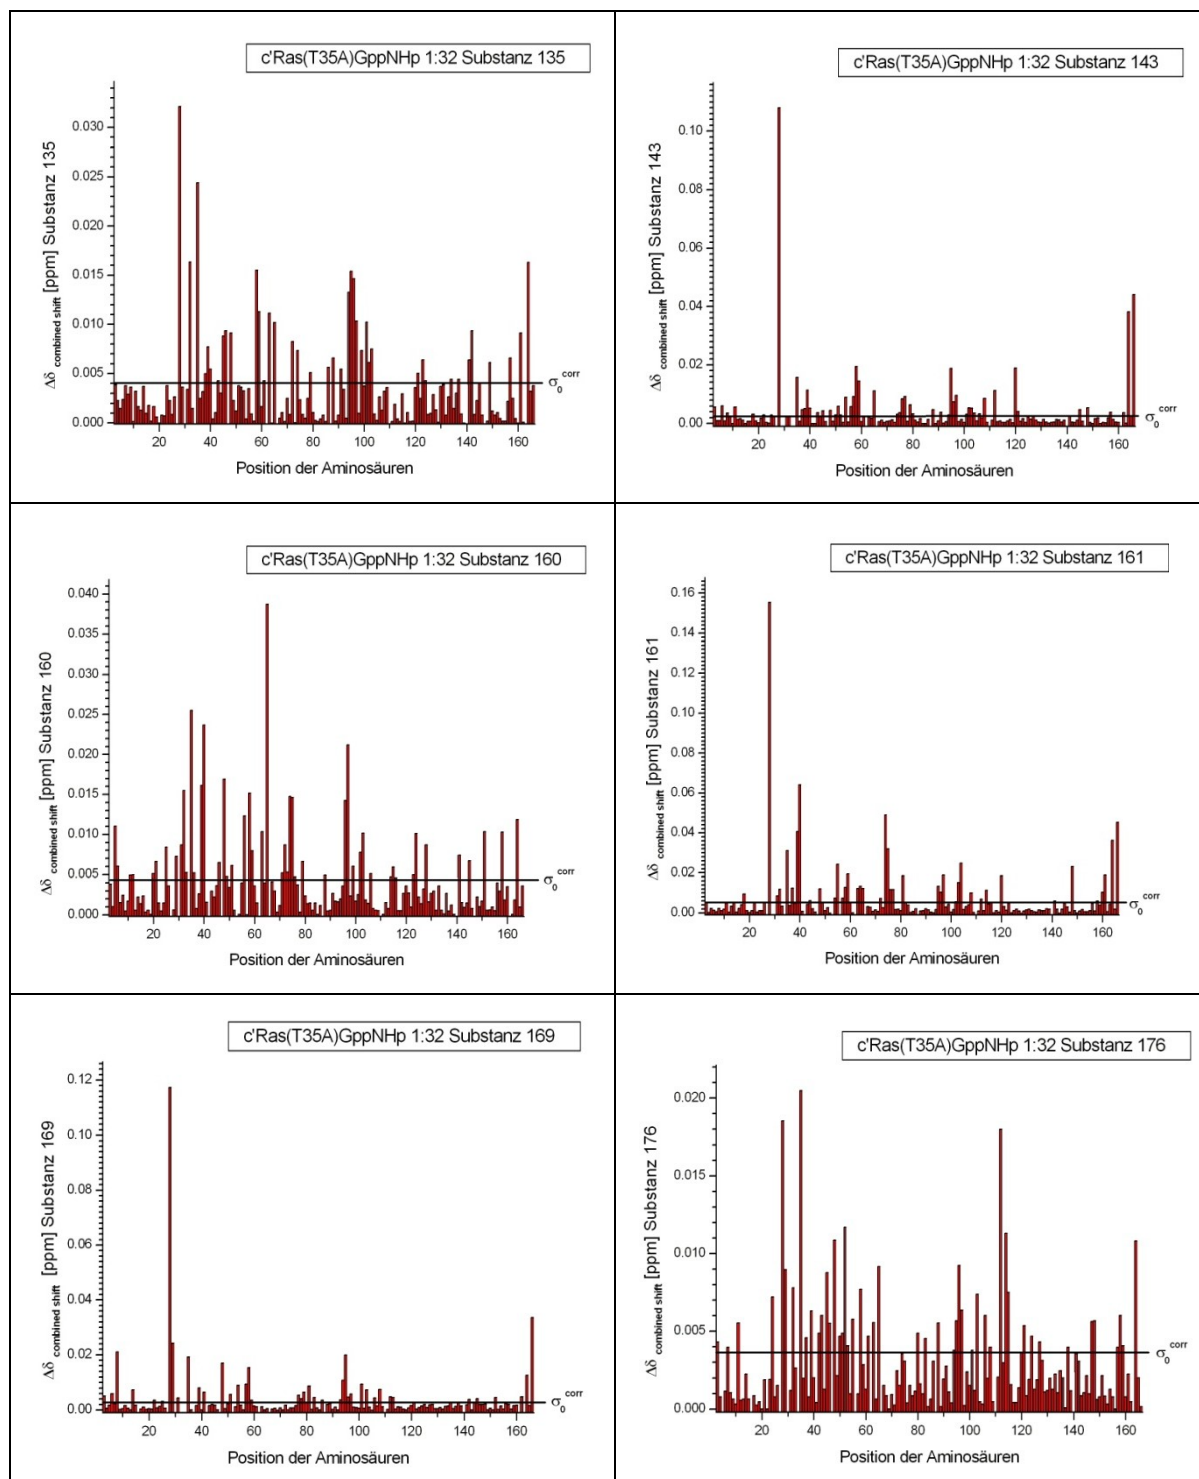 c'Ras(T35A)GppNHp 1:32 Substanz 135
Δδ combined shift [ppm] Substanz 135
0.030
0.025
0.020
0.015
0.010
0.005
0.000
σ₀ᶜᵒʳʳ
20 40 60 80 100 120 140 160
Position der Aminosäuren
c'Ras(T35A)GppNHp 1:32 Substanz 143
Δδ combined shift [ppm] Substanz 143
0.10
0.08
0.06
0.04
0.02
0.00
σ₀ᶜᵒʳʳ
20 40 60 80 100 120 140 160
Position der Aminosäuren
c'Ras(T35A)GppNHp 1:32 Substanz 160
Δδ combined shift [ppm] Substanz 160
0.040
0.035
0.030
0.025
0.020
0.015
0.010
0.005
0.000
σ₀ᶜᵒʳʳ
20 40 60 80 100 120 140 160
Position der Aminosäuren
c'Ras(T35A)GppNHp 1:32 Substanz 161
Δδ combined shift [ppm] Substanz 161
0.16
0.14
0.12
0.10
0.08
0.06
0.04
0.02
0.00
σ₀ᶜᵒʳʳ
20 40 60 80 100 120 140 160
Position der Aminosäuren
c'Ras(T35A)GppNHp 1:32 Substanz 169
Δδ combined shift [ppm] Substanz 169
0.12
0.10
0.08
0.06
0.04
0.02
0.00
σ₀ᶜᵒʳʳ
20 40 60 80 100 120 140 160
Position der Aminosäuren
c'Ras(T35A)GppNHp 1:32 Substanz 176
Δδ combined shift [ppm] Substanz 176
0.020
0.015
0.010
0.005
0.000
σ₀ᶜᵒʳʳ
20 40 60 80 100 120 140 160
Position der Aminosäuren